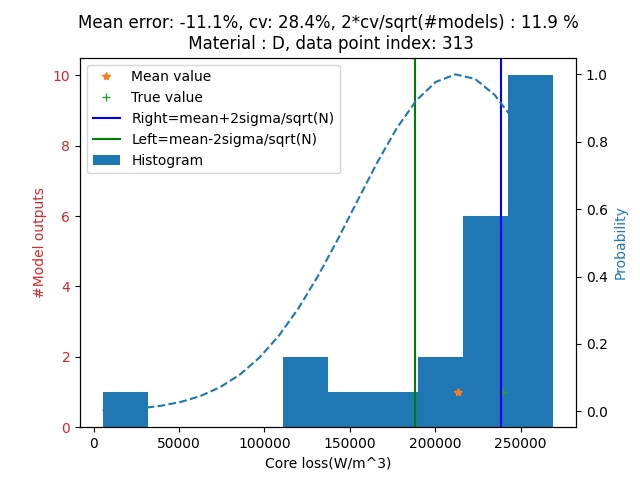 Mean error: -11.1%, cv: 28.4%, 2*cv/sqrt(#models) : 11.9 %
Material : D, data point index: 313
Mean value
True value
Right=mean+2sigma/sqrt(N)
Left=mean-2sigma/sqrt(N)
Histogram
#Model outputs
10
8
6
4
2
0
1.0
0.8
0.6
0.4
0.2
0.0
Probability
0 50000 100000 150000 200000 250000
Core loss(W/m^3)